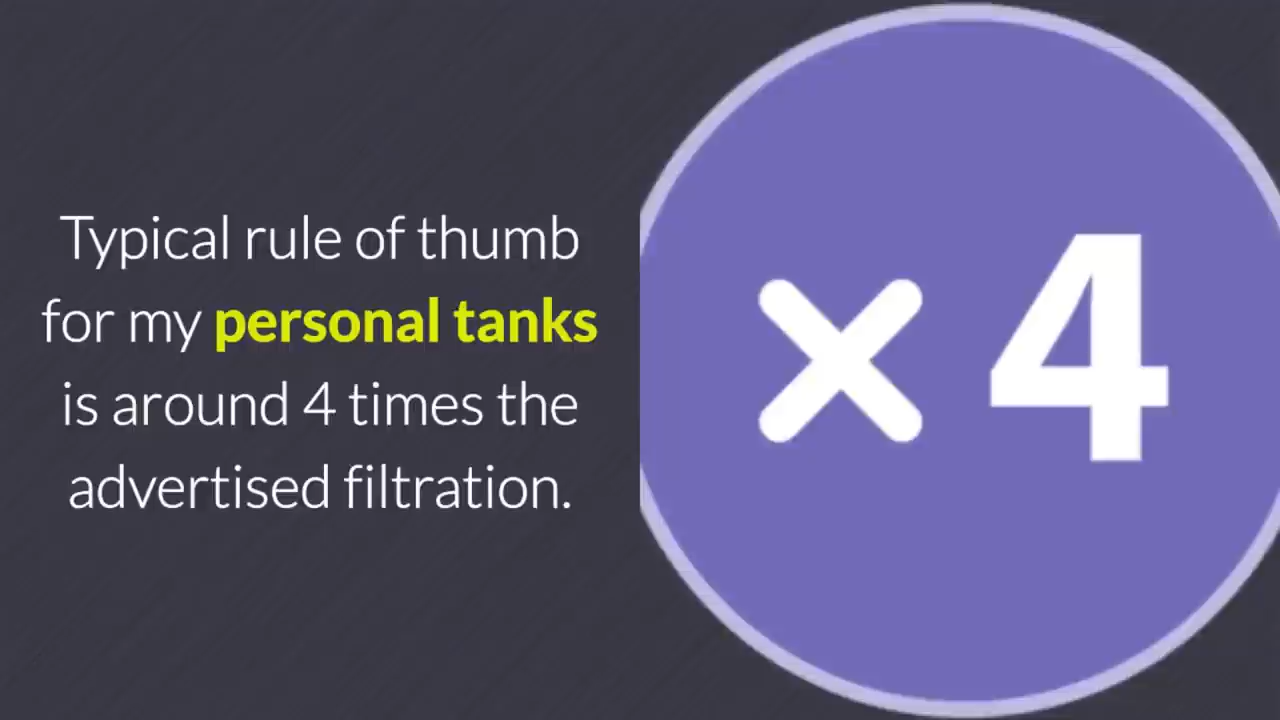 Typical rule of thumb
for my personal tanks
is around 4 times the
advertised filtration.
×4